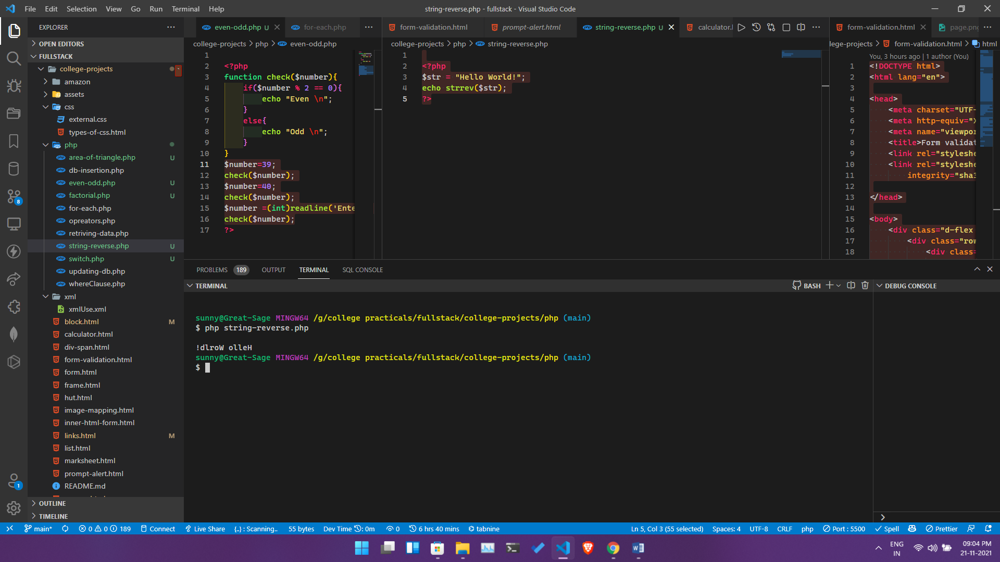 File Edit Selection View Go Run Terminal Help
string-reverse.php - fullstack - Visual Studio Code
EXPLORER
OPEN EDITORS
FULLSTACK
college-projects
amazon
assets
css
external.css
types-of-css.html
php
area-of-triangle.php U
db-insertion.php
even-odd.php U
factorial.php U
for-each.php
opreators.php
retriving-data.php
string-reverse.php U
switch.php U
updating-db.php
whereClause.php
xml
xmlUse.xml
block.html M
calculator.html
div-span.html
form-validation.html
form.html
frame.html
hut.html
image-mapping.html
inner-html-form.html
links.html M
list.html
marksheet.html
prompt-alert.html
README.md
OUTLINE
TIMELINE
8
1
even-odd.php U
for-each.php
college-projects > php > even-odd.php
1
2 <?php
3 function check($number){
4 if($number % 2 == 0){
5 echo "Even \n";
6 }
7 else{
8 echo "Odd \n";
9 }
10 }
11 $number=39;
12 check($number);
13 $number=40;
14 check($number);
15 $number =(int)readline('Ente
16 check($number);
17 ?>
form-validation.html
prompt-alert.html
string-reverse.php U
calculator.
college-projects > php > string-reverse.php
1
2 <?php
3 $str = "Hello World!";
4 echo strrev($str);
5 ?>
form-validation.html
page.png
lege-projects > form-validation.html > html
You, 3 hours ago | 1 author (You)
1 <!DOCTYPE html>
2 <html lang="en">
3
4 <head>
5 <meta charset="UTF-
6 <meta http-equiv="X
7 <meta name="viewpor
8 <title>Form validat
9 <link rel="styleshe
10 <link rel="styleshe
11 integrity="sha3
12
13 </head>
14
15 <body>
16 <div class="d-flex
17 <div class="row
18 <div class=
PROBLEMS 189 OUTPUT TERMINAL SQL CONSOLE
TERMINAL
BASH
DEBUG CONSOLE
sunny@Great-Sage MINGW64 /g/college practicals/fullstack/college-projects/php (main)
$ php string-reverse.php
!dlroW olleH
sunny@Great-Sage MINGW64 /g/college practicals/fullstack/college-projects/php (main)
$
main* 0 0 189 Connect Live Share {..} : Scanning.. 55 bytes Dev Time : 0m 0 6 hrs 40 mins tabnine Ln 5, Col 3 (55 selected) Spaces: 4 UTF-8 CRLF php Port : 5500 Spell Prettier
ENG
IN
09:04 PM
21-11-2021